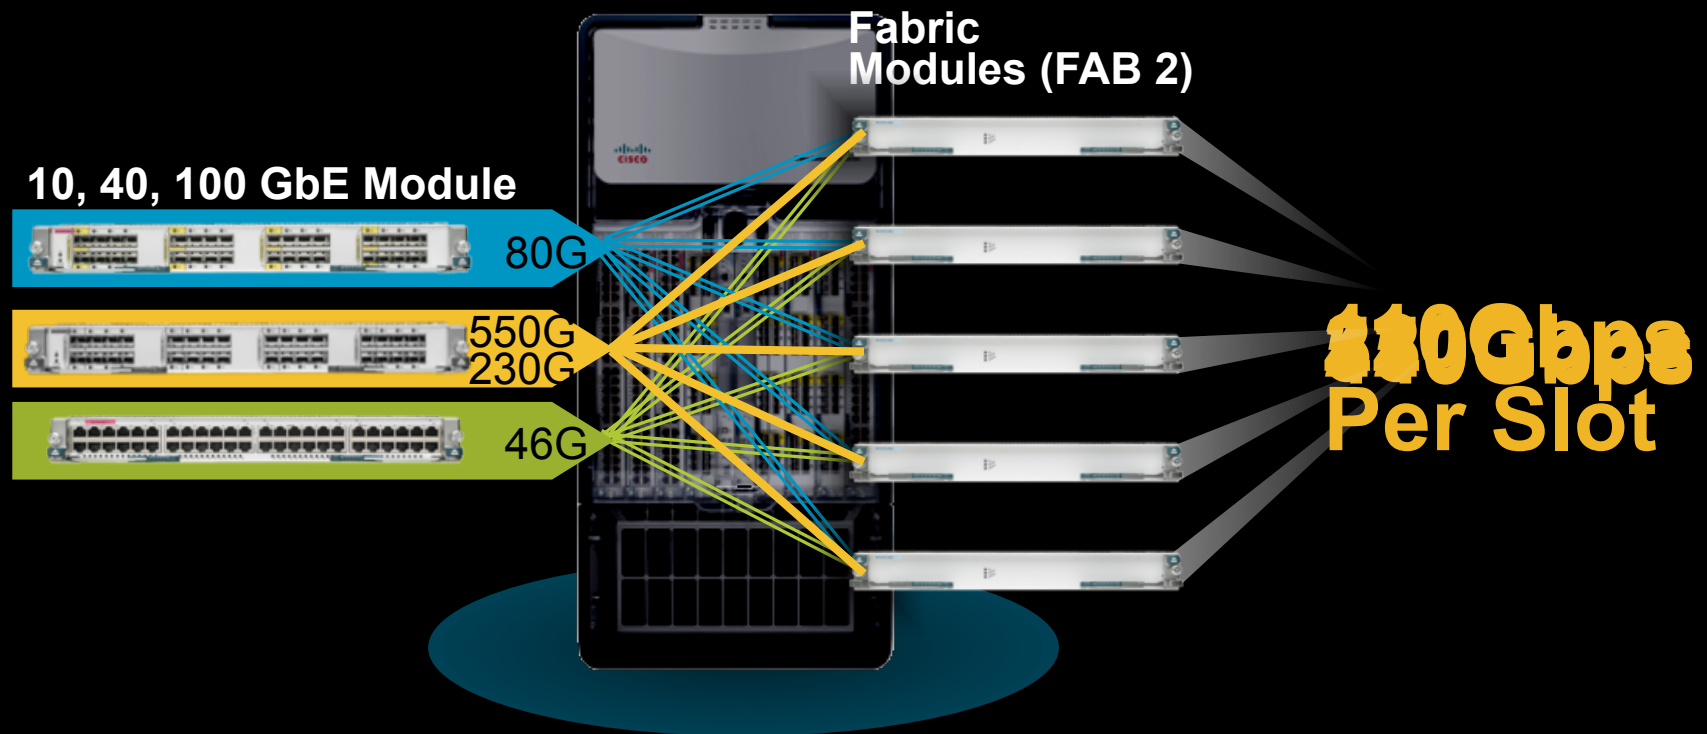 Fabric
Modules (FAB 2)
CISCO
10, 40, 100 GbE Module
80G
550G
230G
46G
Per Slot